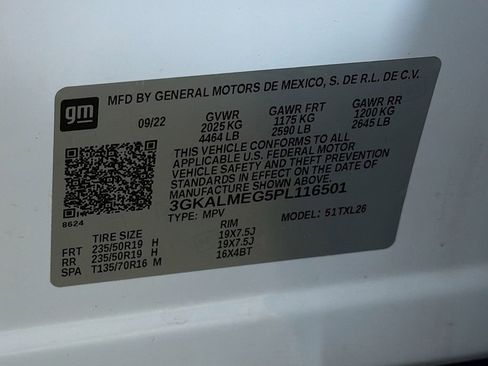 gm
MFD BY GENERAL MOTORS DE MEXICO, S. DE R.L. DE C.V.
09/22 GVWR GAWR FRT GAWR RR
2025 KG 1175 KG 1200 KG
4464 LB 2590 LB 2645 LB
THIS VEHICLE CONFORMS TO ALL
APPLICABLE U.S. FEDERAL MOTOR
VEHICLE SAFETY AND THEFT PREVENTION
STANDARDS IN EFFECT ON THE DATE OF
MANUFACTURE SHOWN ABOVE.
3GKALMEG5PL116501
8624
TYPE: MPV MODEL: 51TXL26
TIRE SIZE RIM
FRT 235/50R19 H 19X7.5J
RR 235/50R19 H 19X7.5J
SPA T135/70R16 M 16X4BT